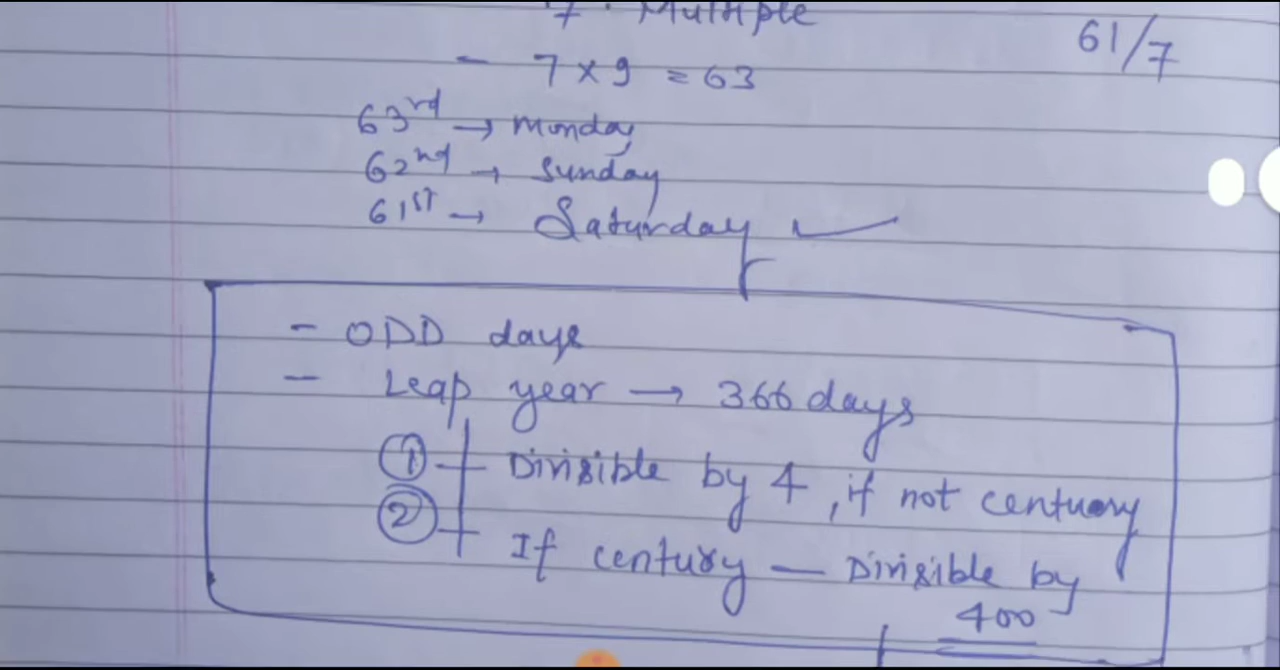 7. Multiple
61/7
- 7 x 9 = 63
63rd → Monday
62nd → Sunday
61ST → Saturday
- ODD days
- Leap year → 366 days
① Divisible by 4, if not centuary
② If century — Divisible by
400